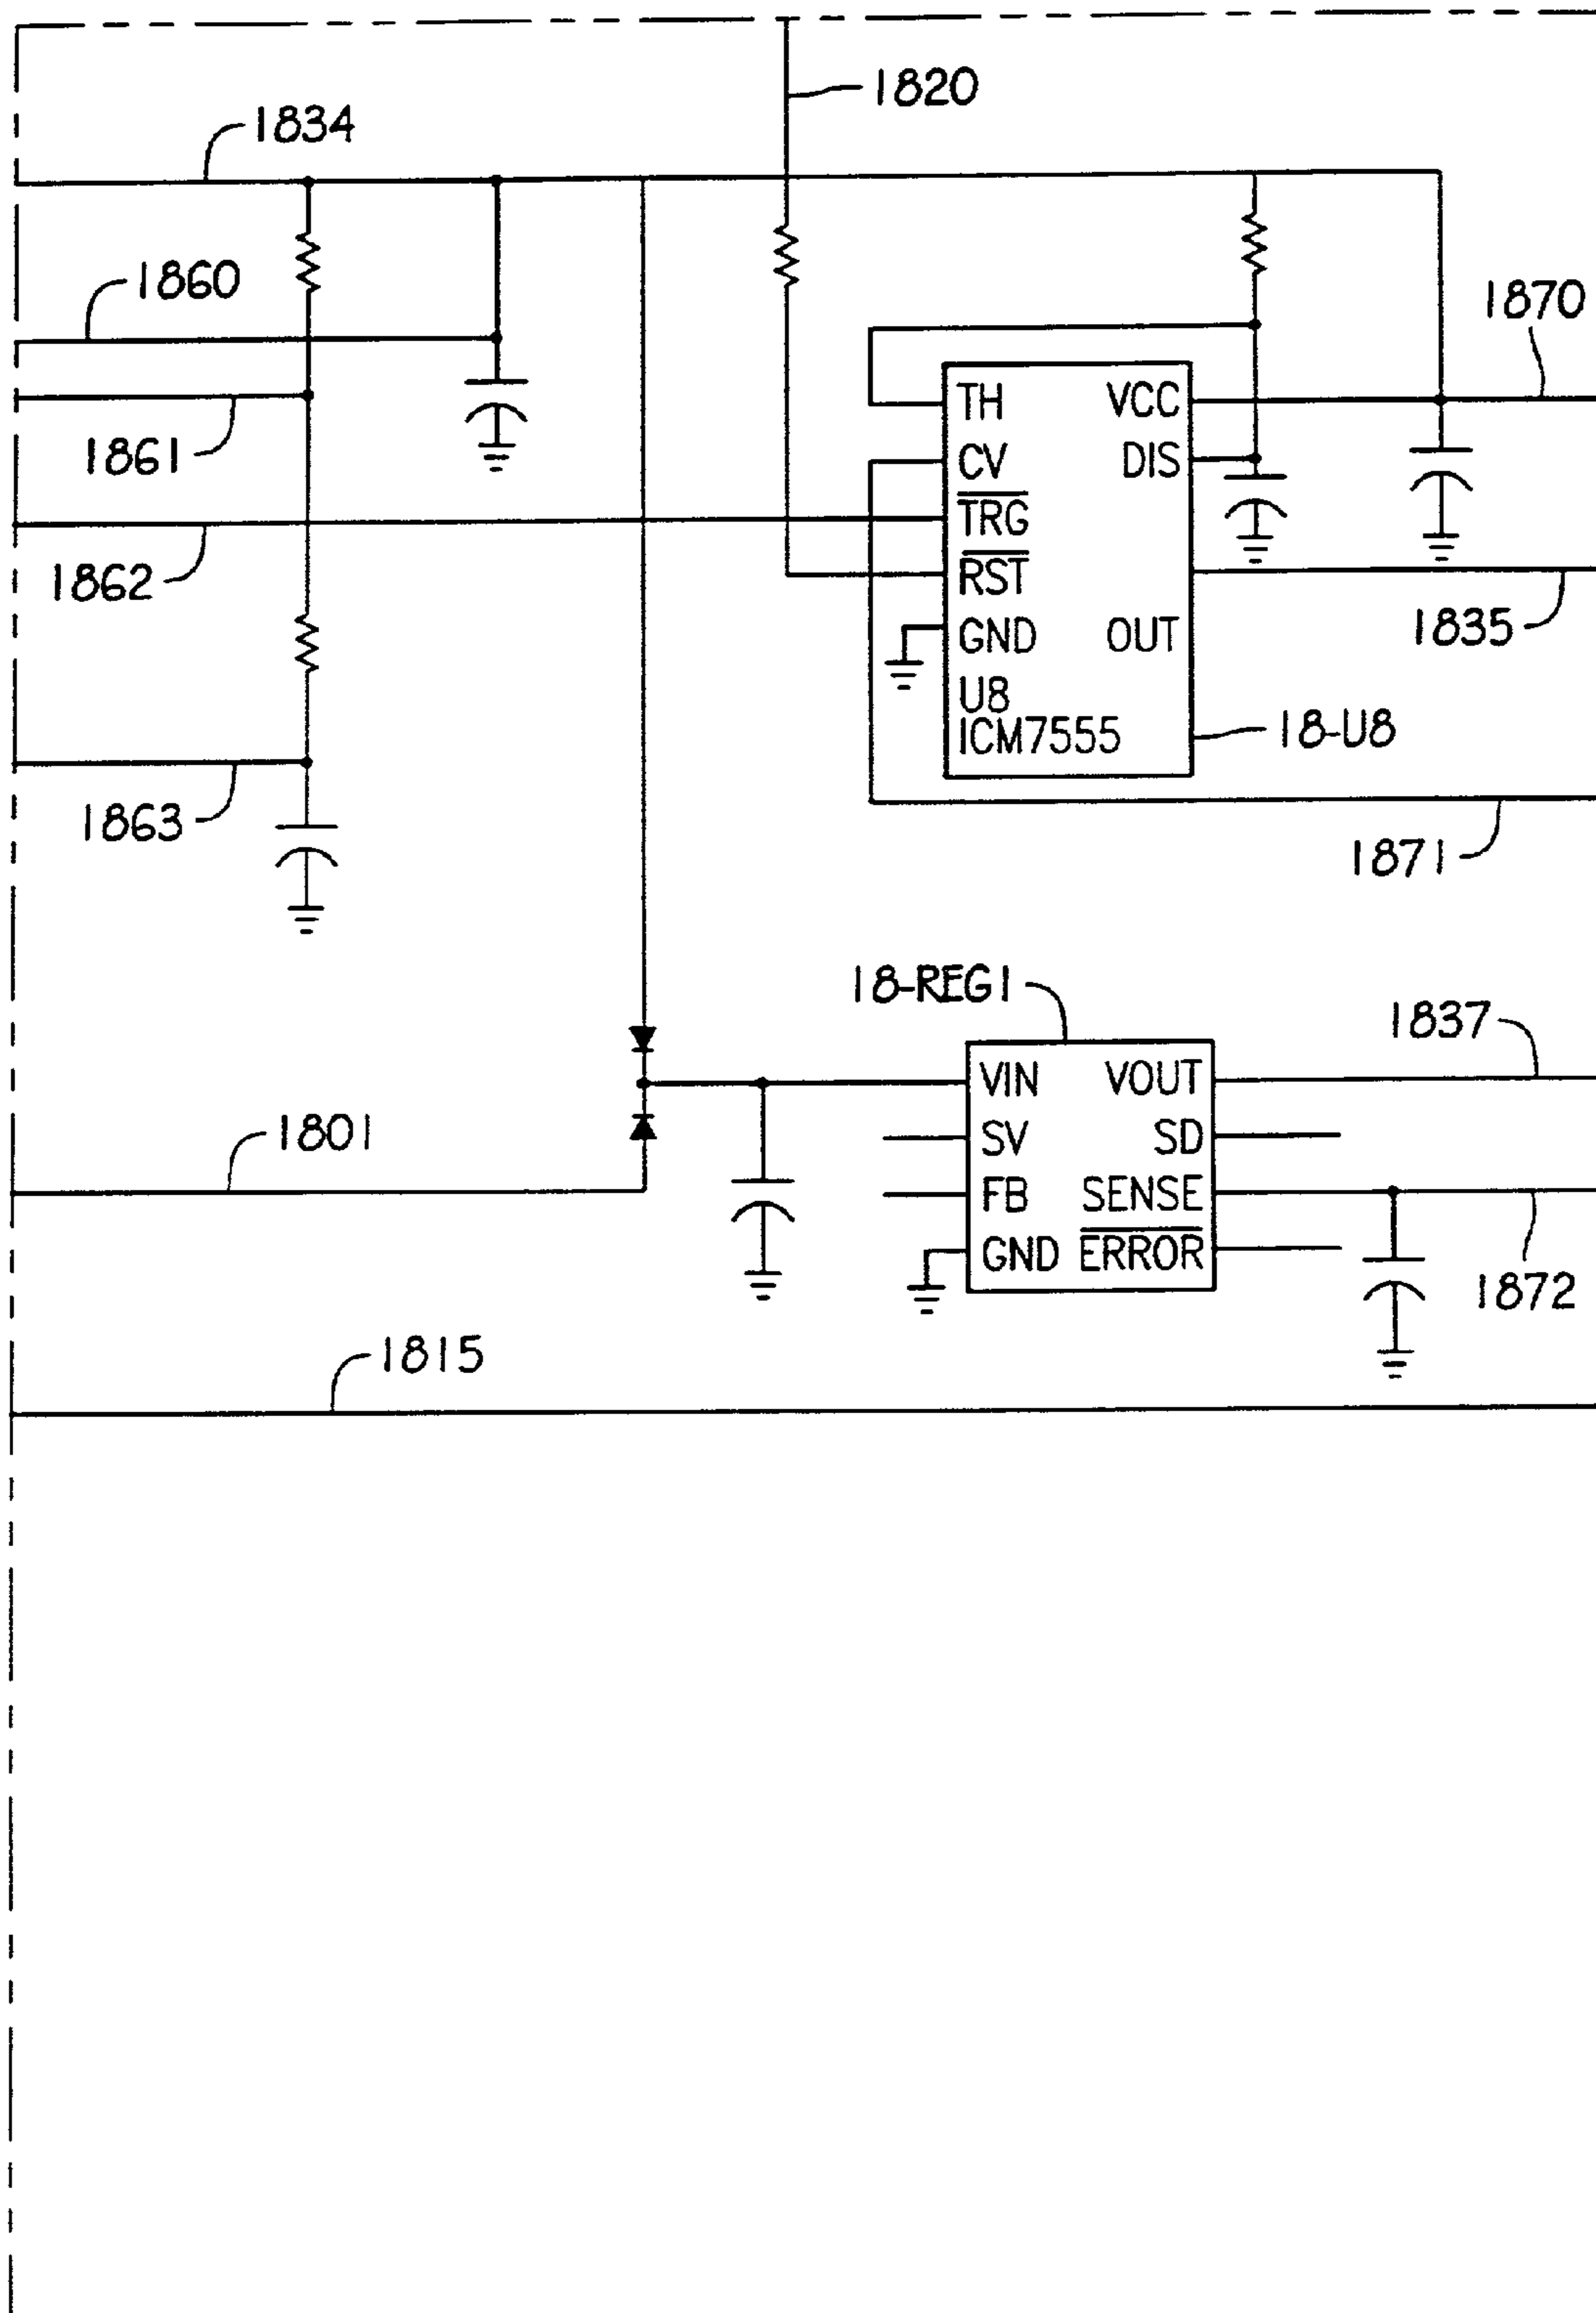 1820
1834
1860
1870
TH VCC
1861
CV DIS
TRG
1862
RST
GND OUT
1835
U8
ICM7555
18-U8
1863
1871
18-REG1
1837
VIN VOUT
1801
SV SD
FB SENSE
GND ERROR
1872
1815